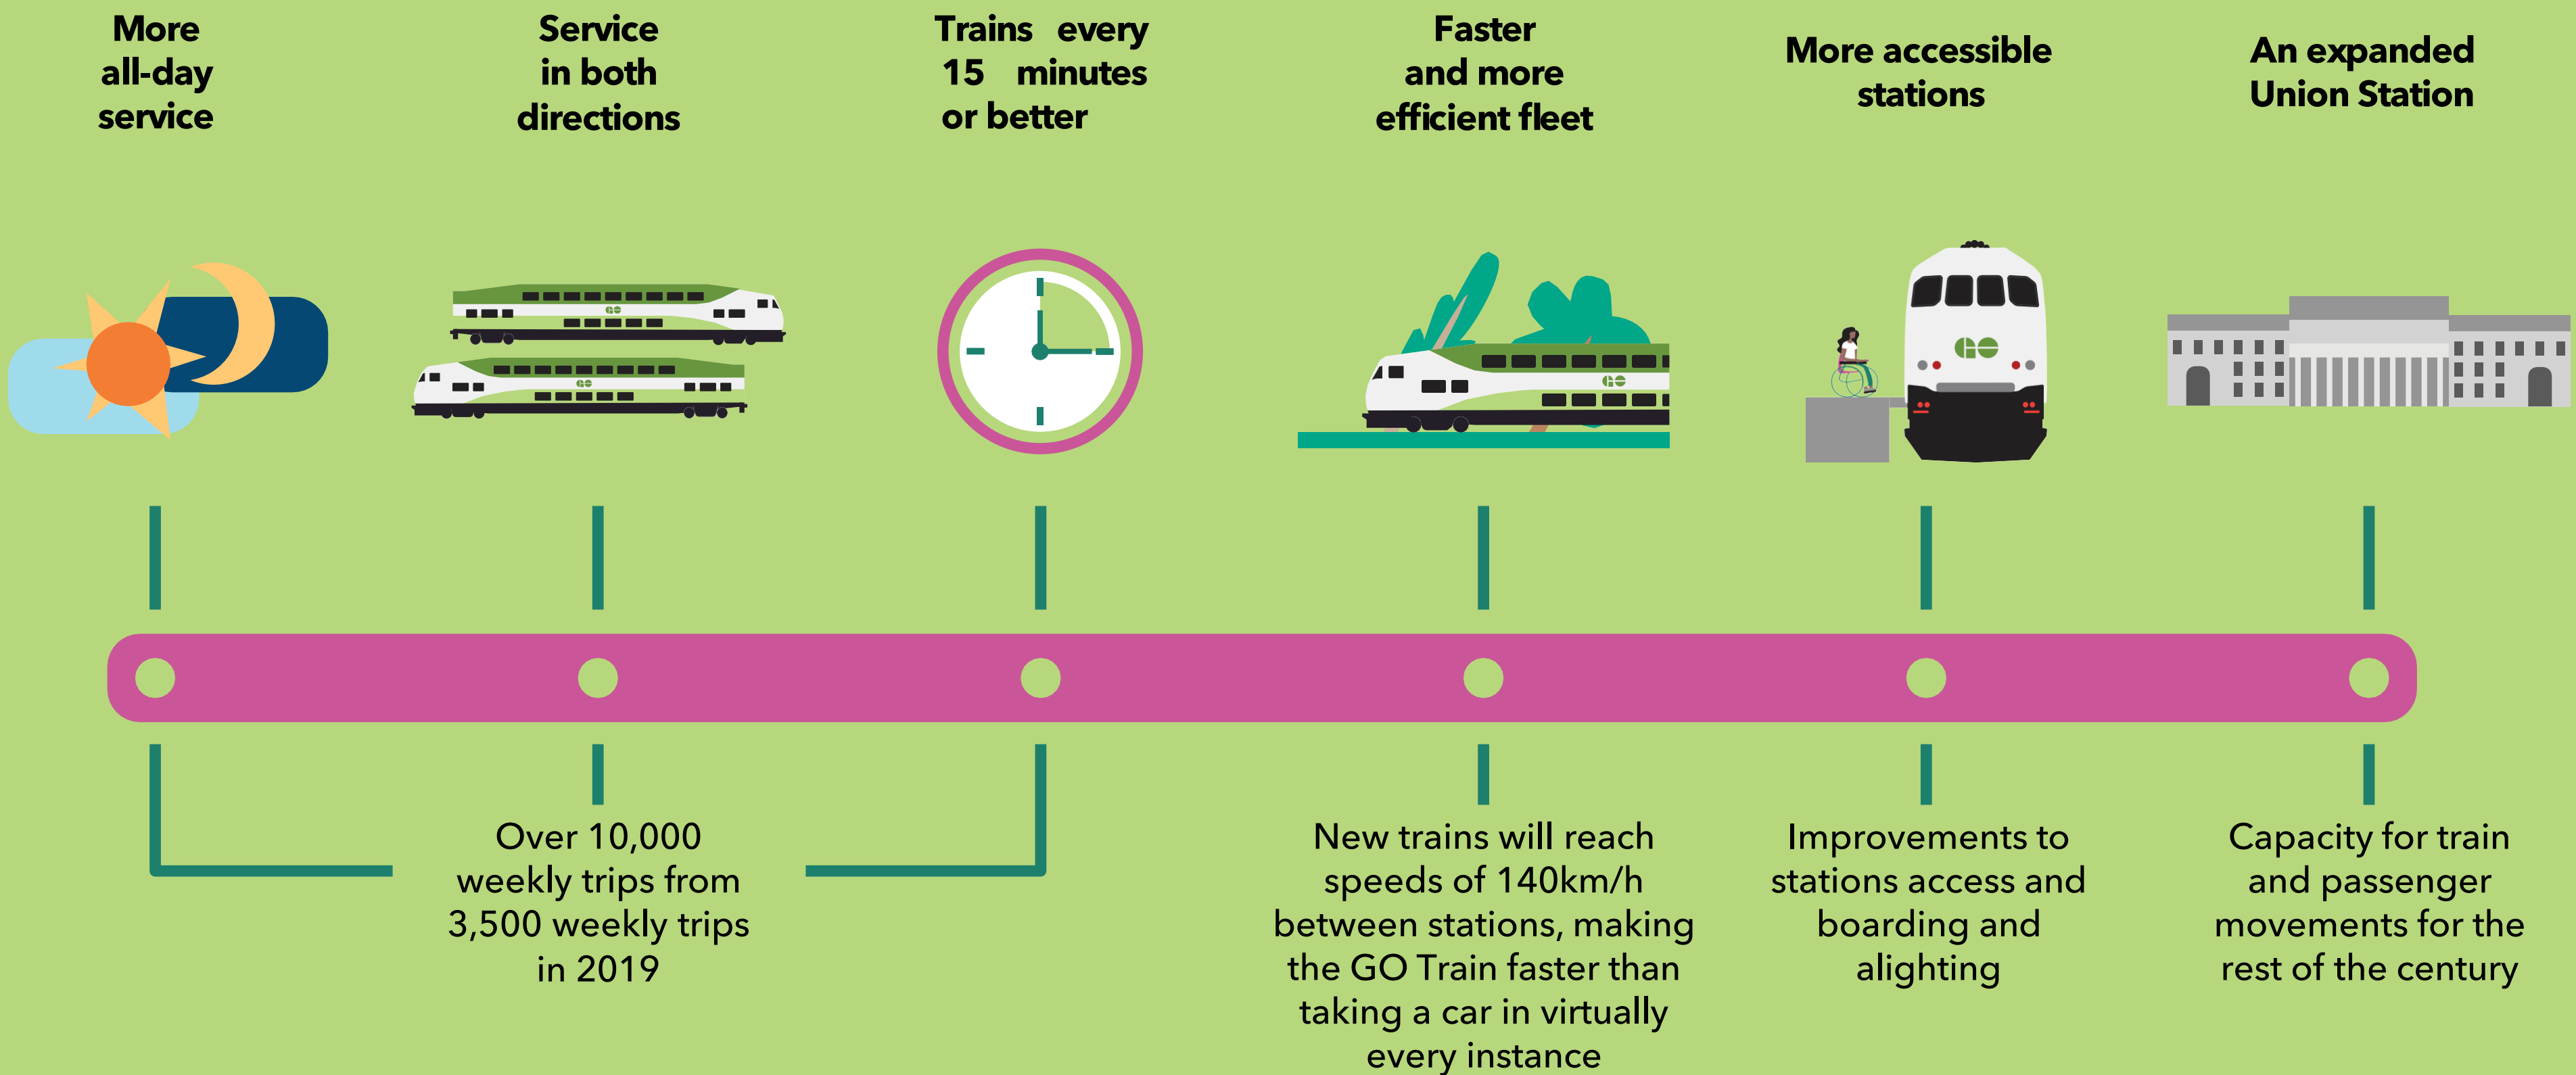 More
all-day
service
Service
in both
directions
Trains every
15 minutes
or better
Faster
and more
efficient fleet
More accessible
stations
An expanded
Union Station
GO
GO
GO
GO
Over 10,000
weekly trips from
3,500 weekly trips
in 2019
New trains will reach
speeds of 140km/h
between stations, making
the GO Train faster than
taking a car in virtually
every instance
Improvements to
stations access and
boarding and
alighting
Capacity for train
and passenger
movements for the
rest of the century